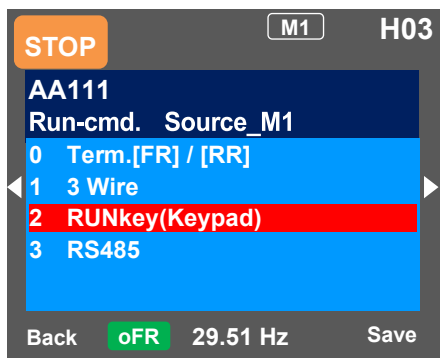 STOP M1 H03
AA111
Run-cmd. Source_M1
0 Term.[FR] / [RR]
1 3 Wire
2 RUNkey(Keypad)
3 RS485
Back oFR 29.51 Hz Save